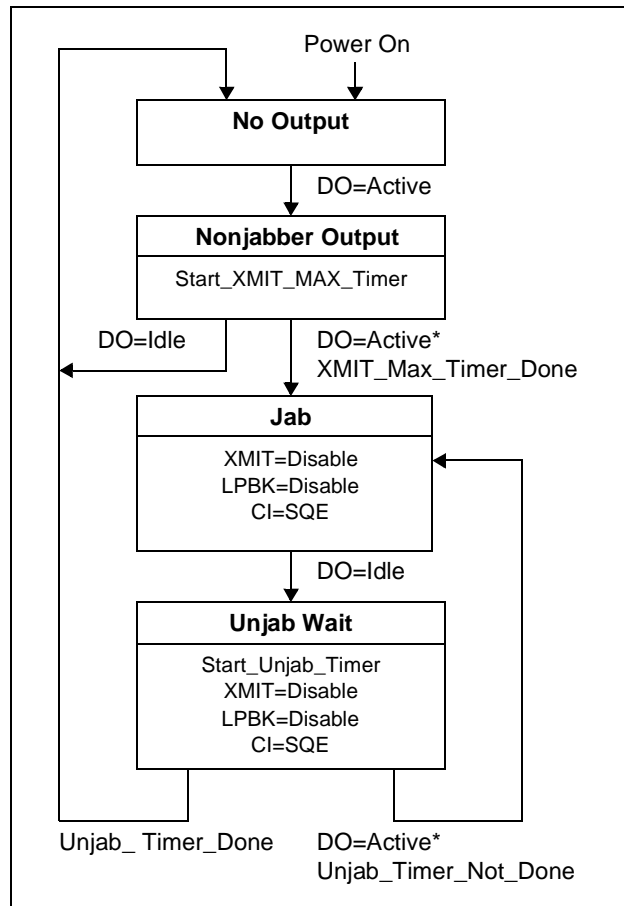 Power On
No Output
DO=Active
Nonjabber Output
Start_XMIT_MAX_Timer
DO=Idle
DO=Active*
XMIT_Max_Timer_Done
Jab
XMIT=Disable
LPBK=Disable
CI=SQE
DO=Idle
Unjab Wait
Start_Unjab_Timer
XMIT=Disable
LPBK=Disable
CI=SQE
Unjab_ Timer_Done
DO=Active*
Unjab_Timer_Not_Done